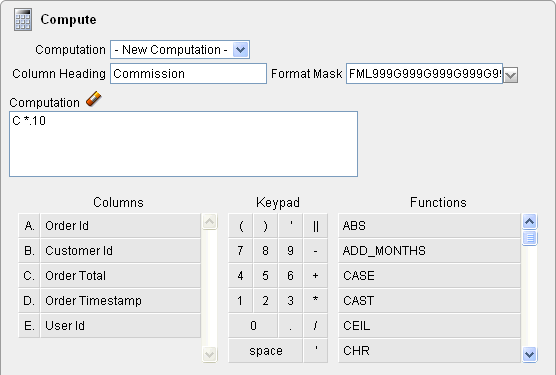 Compute
Computation - New Computation -
Column Heading Commission Format Mask FML999G999G999G999G9
Computation
C *.10
Columns Keypad Functions
( ) ' ||
A. Order Id ABS
7 8 9 -
B. Customer Id ADD_MONTHS
4 5 6 +
C. Order Total CASE
1 2 3 *
D. Order Timestamp CAST
0 . /
E. User Id CEIL
space ' CHR